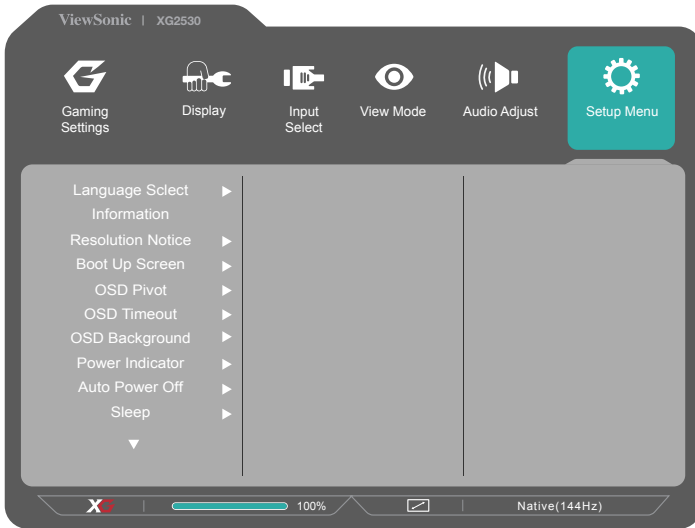 ViewSonic | XG2530
Gaming Settings
Display
Input Select
View Mode
Audio Adjust
Setup Menu
Language Sclect
Information
Resolution Notice
Boot Up Screen
OSD Pivot
OSD Timeout
OSD Background
Power Indicator
Auto Power Off
Sleep
XG | 100% | Native(144Hz)